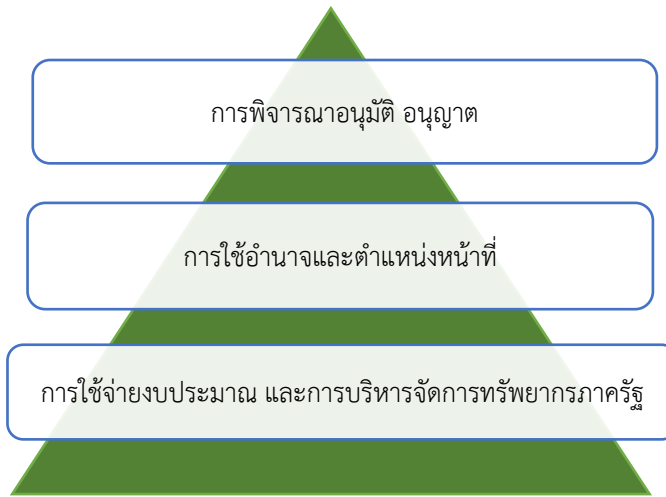 การพิจารณาอนุมัติ อนุญาต
การใช้อำนาจและตำแหน่งหน้าที่
การใช้จ่ายงบประมาณ และการบริหารจัดการทรัพยากรภาครัฐ